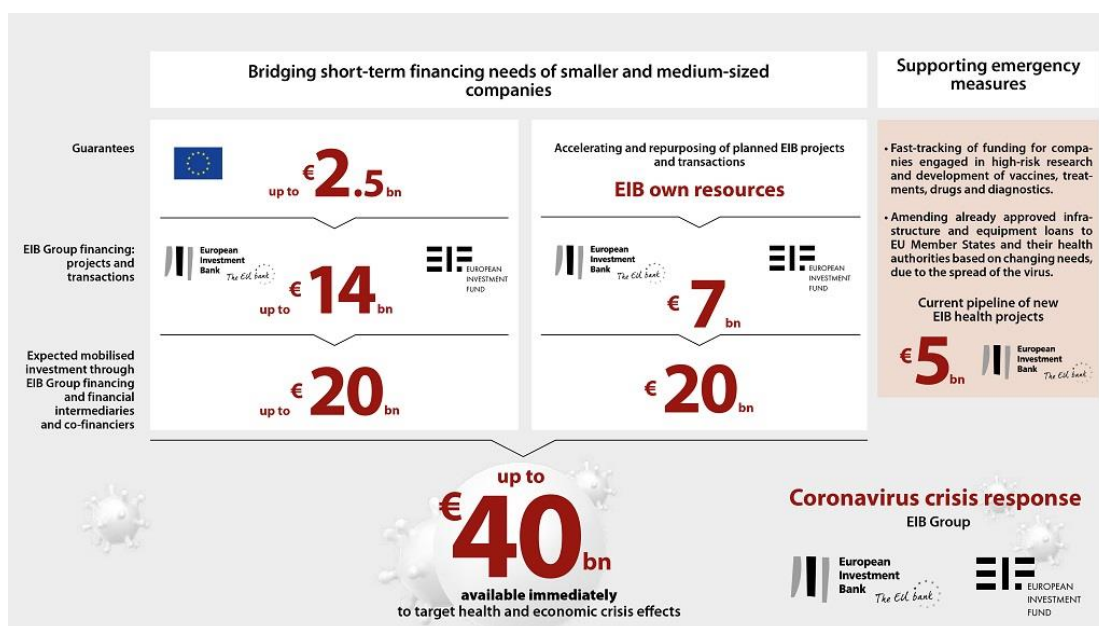 Bridging short-term financing needs of smaller and medium-sized
companies
Supporting emergency
measures
Guarantees
up to €2.5bn
Accelerating and repurposing of planned EIB projects
and transactions
EIB own resources
• Fast-tracking of funding for compa-
nies engaged in high-risk research
and development of vaccines, treat-
ments, drugs and diagnostics.
• Amending already approved infra-
structure and equipment loans to
EU Member States and their health
authorities based on changing needs,
due to the spread of the virus.
Current pipeline of new
EIB health projects
€5bn
European
Investment
Bank
The EU bank
EIB Group financing:
projects and
transactions
European
Investment
Bank
The EU bank
EIF
EUROPEAN
INVESTMENT
FUND
up to €14bn
European
Investment
Bank
The EU bank
EIF
EUROPEAN
INVESTMENT
FUND
€7bn
Expected mobilised
investment through
EIB Group financing
and financial
intermediaries
and co-financiers
up to €20bn
€20bn
up to
€40bn
available immediately
to target health and economic crisis effects
Coronavirus crisis response
EIB Group
European
Investment
Bank
The EU bank
EIF
EUROPEAN
INVESTMENT
FUND